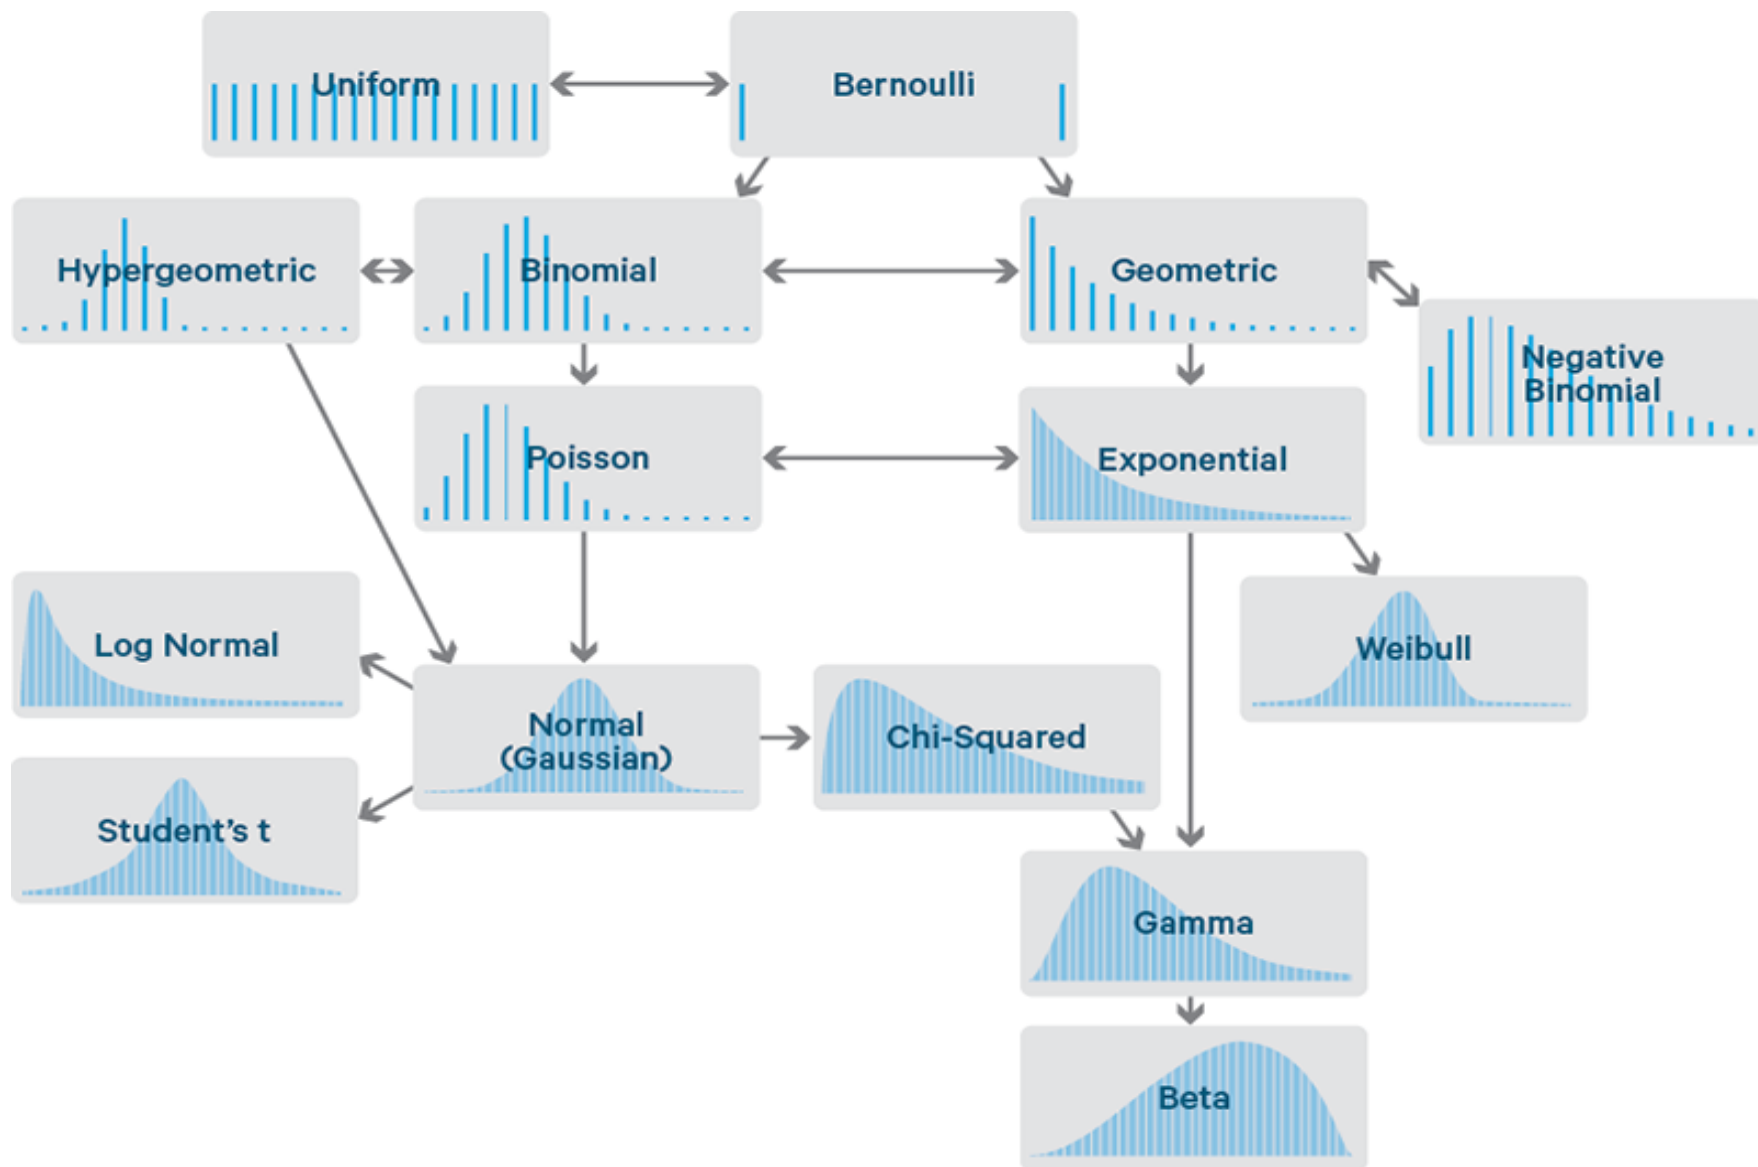 Uniform
Bernoulli
Hypergeometric
Binomial
Geometric
Negative
Binomial
Poisson
Exponential
Log Normal
Weibull
Normal
(Gaussian)
Chi-Squared
Student’s t
Gamma
Beta